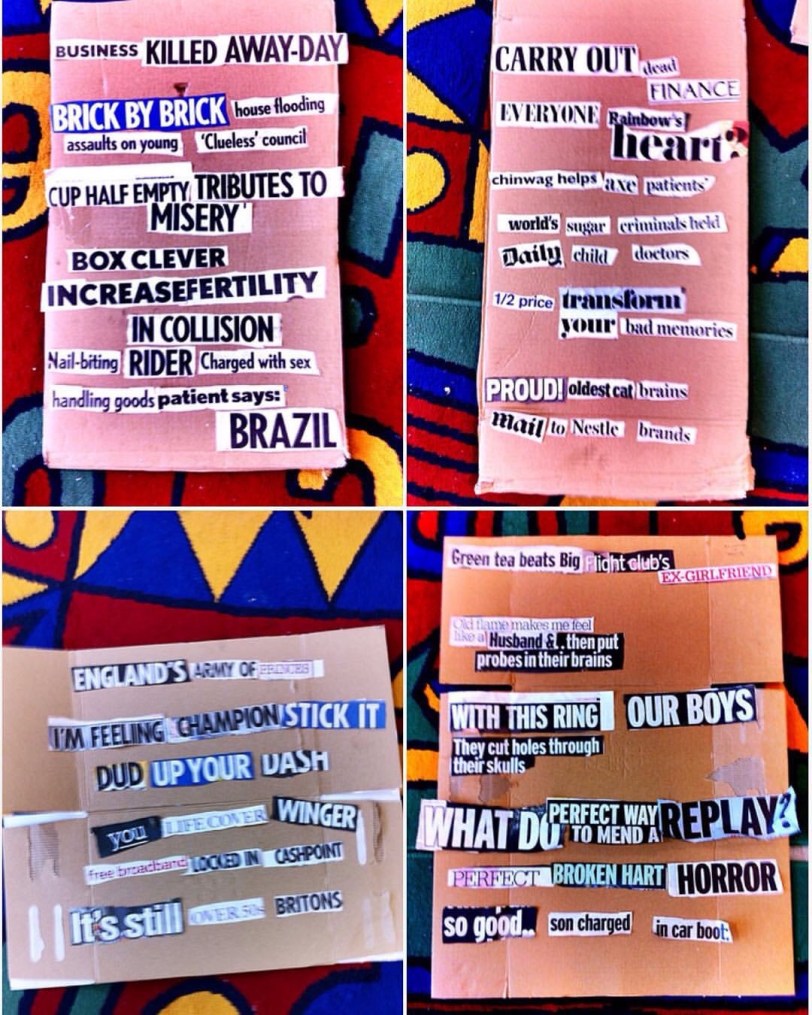 BUSINESS KILLED AWAY-DAY
BRICK BY BRICK house flooding
assaults on young 'Clueless' council
CUP HALF EMPTY TRIBUTES TO
MISERY'
BOX CLEVER
INCREASEFERTILITY
IN COLLISION
Nail-biting RIDER Charged with sex
handling goods patient says:
BRAZIL
CARRY OUT dead
FINANCE
EVERYONE Rainbow's
heart?
chinwag helps 'axe patients'
world's sugar criminals held
Daily child doctors
1/2 price transform
your bad memories
PROUD! oldest cat brains
Mail to Nestle brands
ENGLAND'S ARMY OF PRINCES
I'M FEELING CHAMPION STICK IT
DUD UP YOUR DASH
you LIFE COVER WINGER
free broadband LOCKED IN CASHPOINT
It's still OVER 50s BRITONS
Green tea beats Big Flight club's
EX-GIRLFRIEND
Old flame makes me feel
like a Husband & .. then put
probes in their brains
WITH THIS RING OUR BOYS
They cut holes through
their skulls
WHAT DO PERFECT WAY TO MEND A REPLAY?
PERFECT BROKEN HART HORROR
so good.. son charged in car boot: